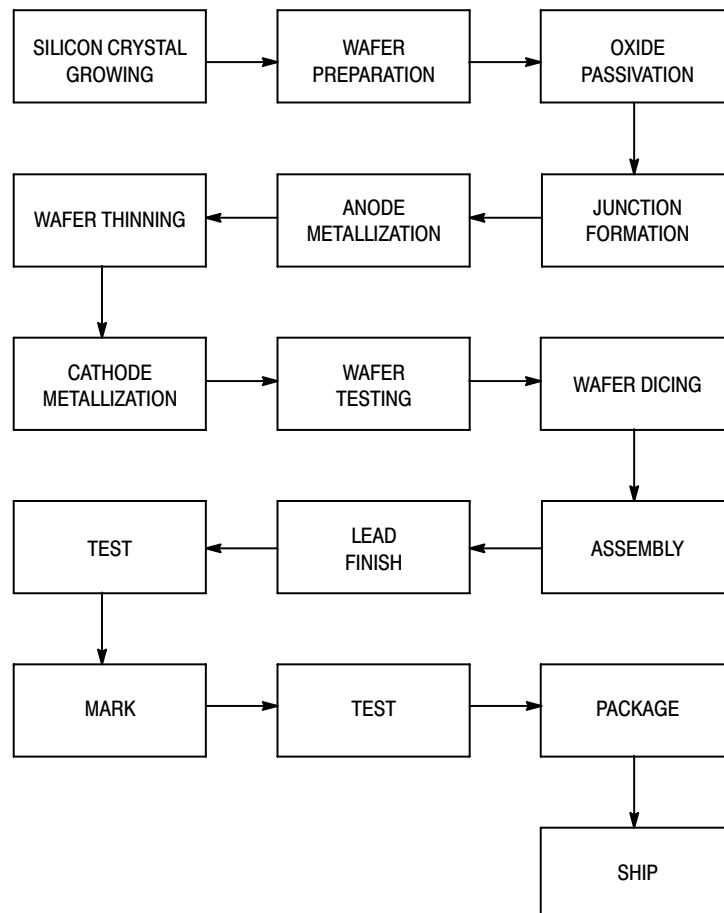 SILICON CRYSTAL
GROWING
WAFER
PREPARATION
OXIDE
PASSIVATION
WAFER THINNING
ANODE
METALLIZATION
JUNCTION
FORMATION
CATHODE
METALLIZATION
WAFER
TESTING
WAFER DICING
TEST
LEAD
FINISH
ASSEMBLY
MARK
TEST
PACKAGE
SHIP